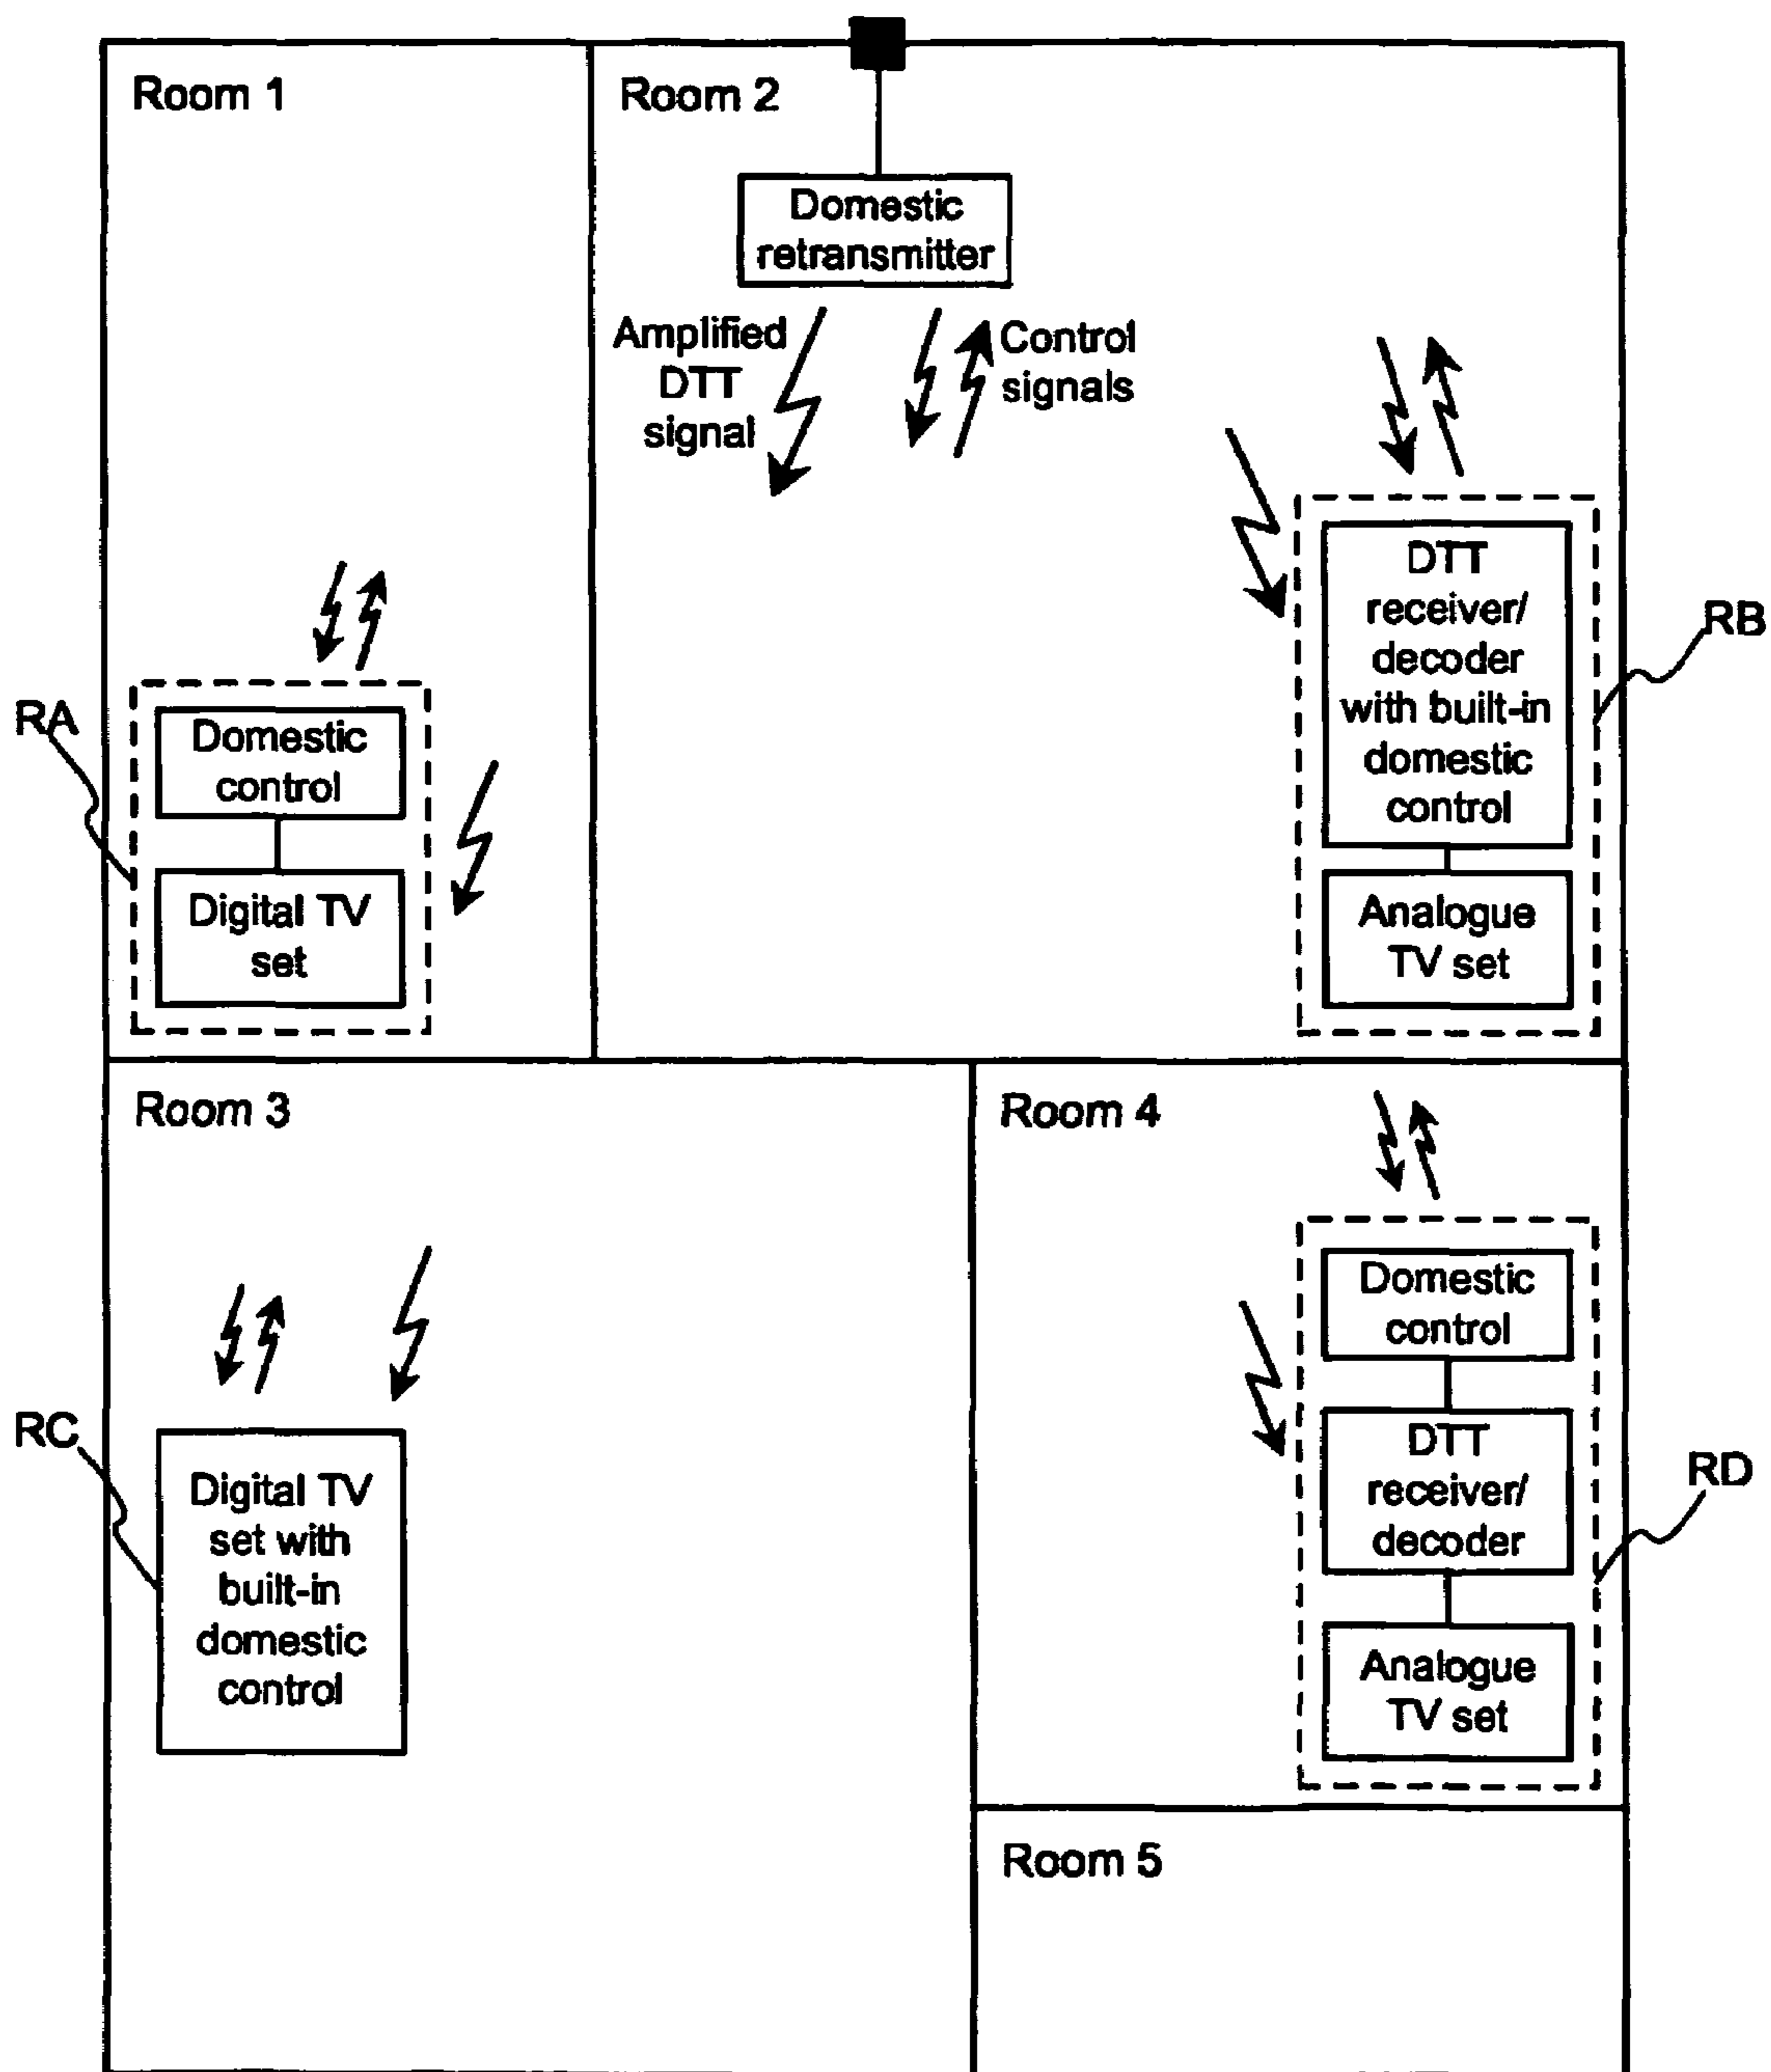 Room 1
Room 2
Domestic
retransmitter
Amplified
DTT
signal
Control
signals
DTT
receiver/
decoder
with built-in
domestic
control
RB
Analogue
TV set
RA
Domestic
control
Digital TV
set
Room 3
Room 4
Domestic
control
DTT
receiver/
decoder
RD
Analogue
TV set
RC
Digital TV
set with
built-in
domestic
control
Room 5